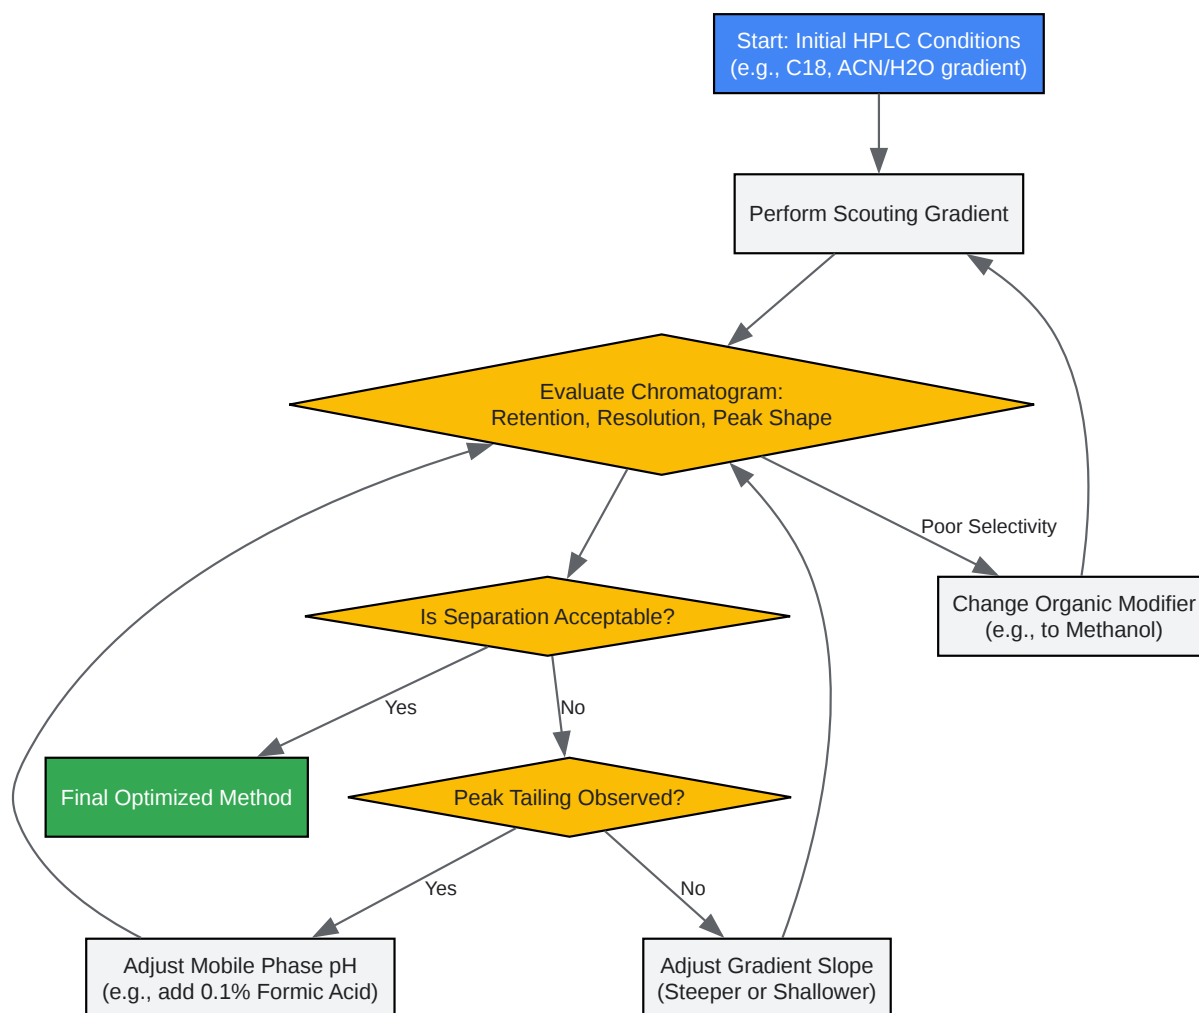 Start: Initial HPLC Conditions
(e.g., C18, ACN/H2O gradient)
Perform Scouting Gradient
Evaluate Chromatogram:
Retention, Resolution, Peak Shape
Poor Selectivity
Is Separation Acceptable?
Change Organic Modifier
(e.g., to Methanol)
Yes
No
Final Optimized Method
Peak Tailing Observed?
Yes
No
Adjust Mobile Phase pH
(e.g., add 0.1% Formic Acid)
Adjust Gradient Slope
(Steeper or Shallower)